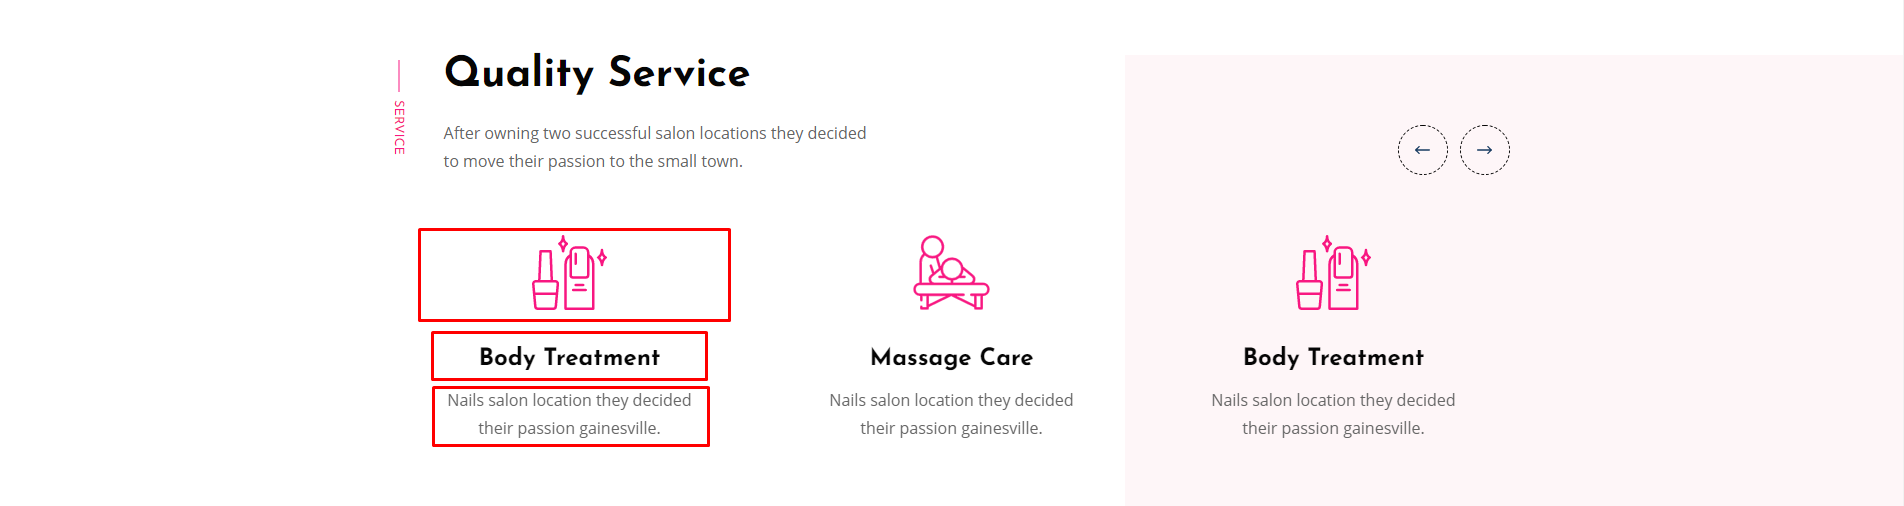 Quality Service
SERVICE
After owning two successful salon locations they decided
to move their passion to the small town.
Body Treatment
Nails salon location they decided
their passion gainesville.
Massage Care
Nails salon location they decided
their passion gainesville.
Body Treatment
Nails salon location they decided
their passion gainesville.